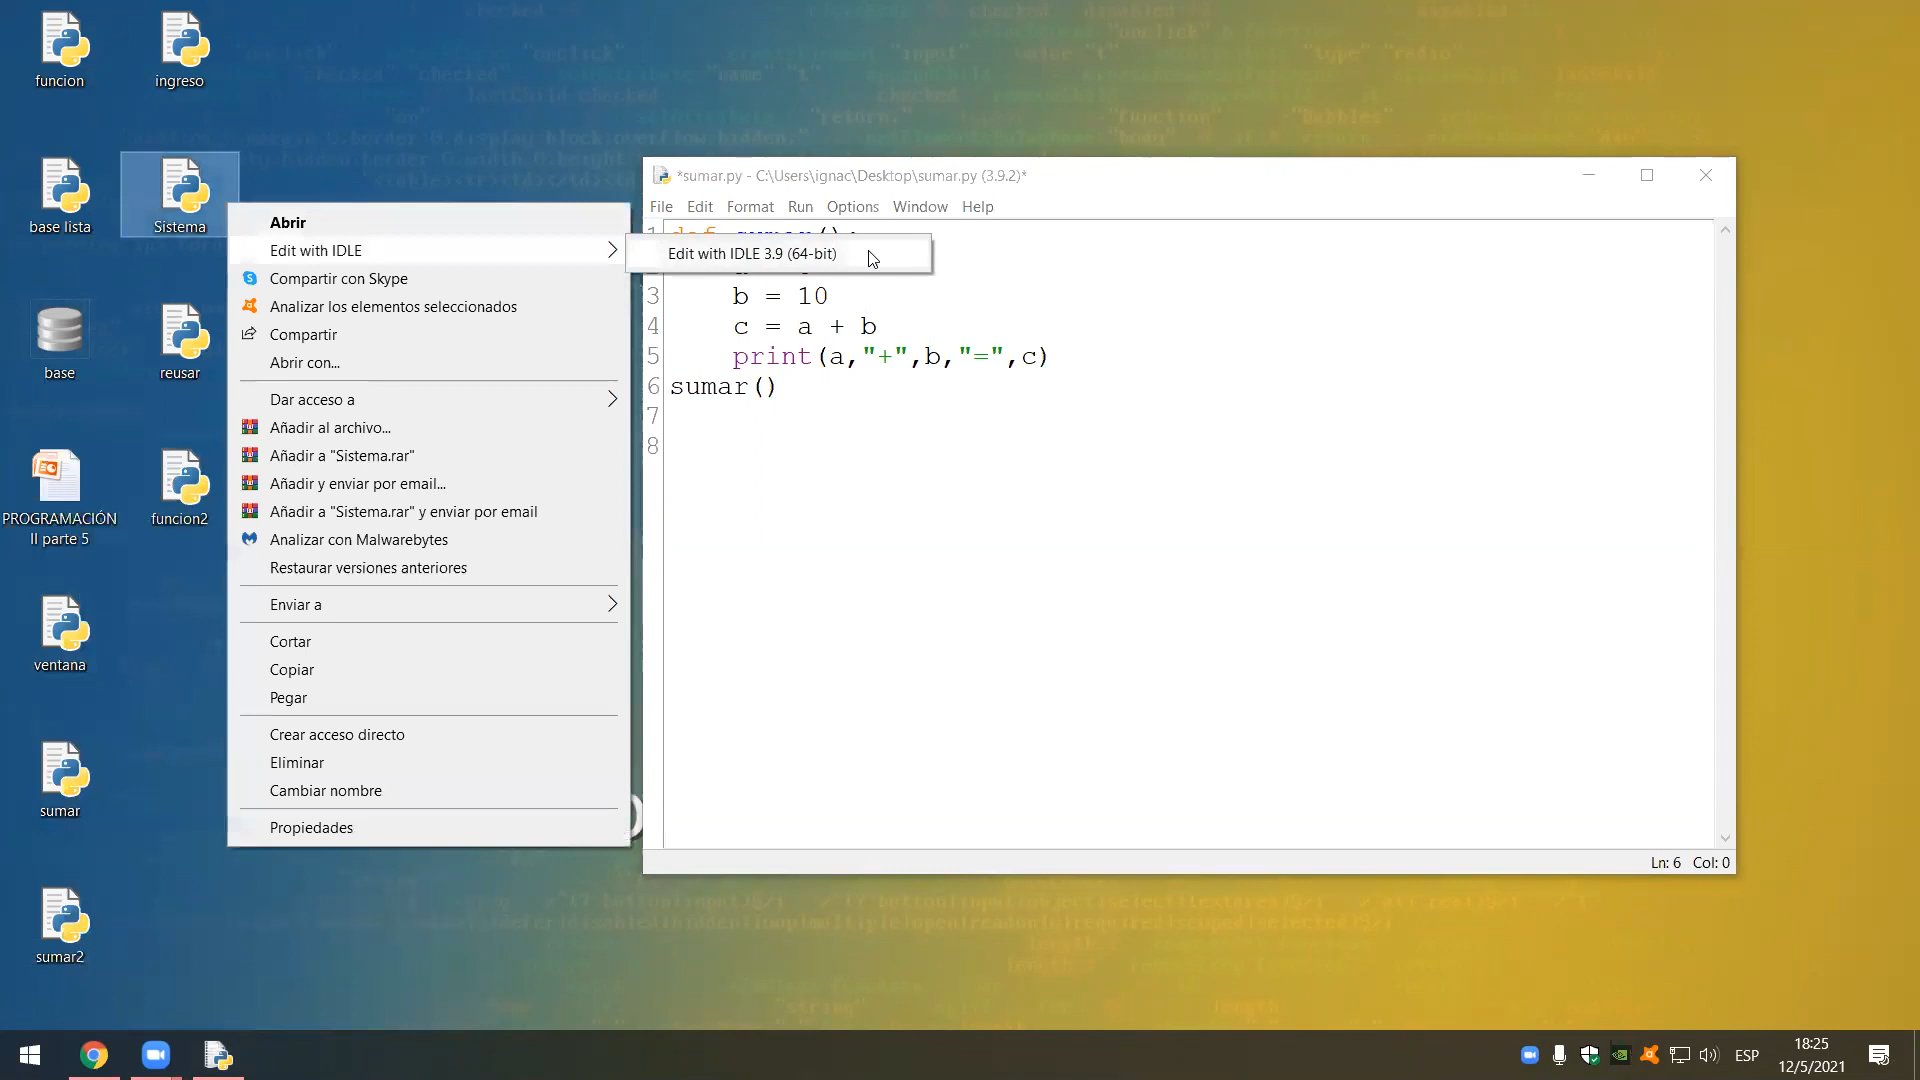 funcion
ingreso
base lista
Sistema
base
reusar
PROGRAMACIÓN
II parte 5
funcion2
ventana
sumar
sumar2
Abrir
Edit with IDLE
Compartir con Skype
Analizar los elementos seleccionados
Compartir
Abrir con...
Dar acceso a
Añadir al archivo...
Añadir a "Sistema.rar"
Añadir y enviar por email...
Añadir a "Sistema.rar" y enviar por email
Analizar con Malwarebytes
Restaurar versiones anteriores
Enviar a
Cortar
Copiar
Pegar
Crear acceso directo
Eliminar
Cambiar nombre
Propiedades
Edit with IDLE 3.9 (64-bit)
*sumar.py - C:\Users\ignac\Desktop\sumar.py (3.9.2)*
File Edit Format Run Options Window Help
1 def sumar():
3 b = 10
4 c = a + b
5 print(a,"+",b,"=",c)
6 sumar()
7
8
Ln: 6 Col: 0
ESP
18:25
12/5/2021